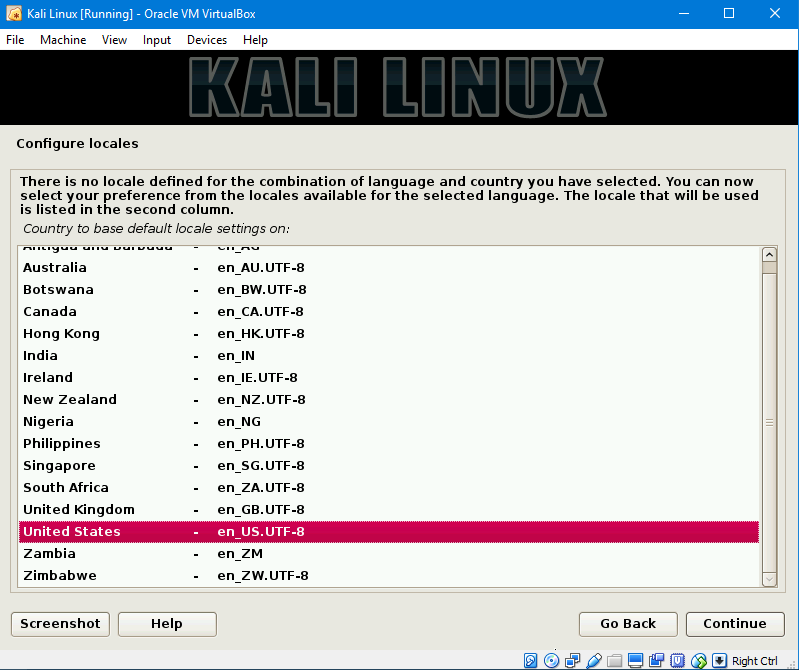 Kali Linux [Running] - Oracle VM VirtualBox
File Machine View Input Devices Help
KALI LINUX
Configure locales
There is no locale defined for the combination of language and country you have selected. You can now
select your preference from the locales available for the selected language. The locale that will be used
is listed in the second column.
Country to base default locale settings on:
Antigua and Barbuda - en_AG
Australia - en_AU.UTF-8
Botswana - en_BW.UTF-8
Canada - en_CA.UTF-8
Hong Kong - en_HK.UTF-8
India - en_IN
Ireland - en_IE.UTF-8
New Zealand - en_NZ.UTF-8
Nigeria - en_NG
Philippines - en_PH.UTF-8
Singapore - en_SG.UTF-8
South Africa - en_ZA.UTF-8
United Kingdom - en_GB.UTF-8
United States - en_US.UTF-8
Zambia - en_ZM
Zimbabwe - en_ZW.UTF-8
Screenshot Help Go Back Continue
Right Ctrl